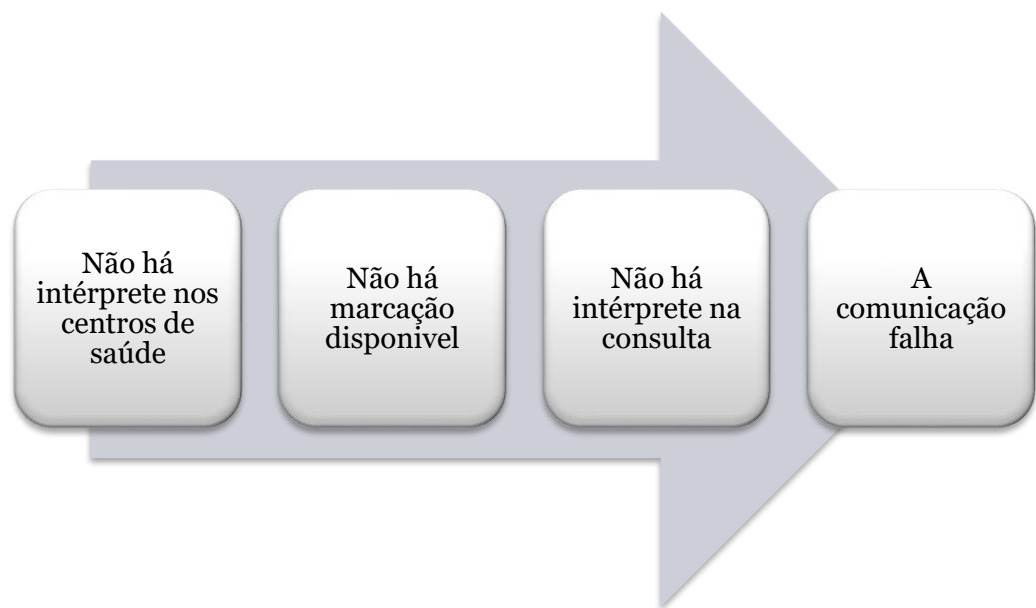 Não há
intérprete nos
centros de
saúde
Não há
marcação
disponivel
Não há
intérprete na
consulta
A
comunicação
falha